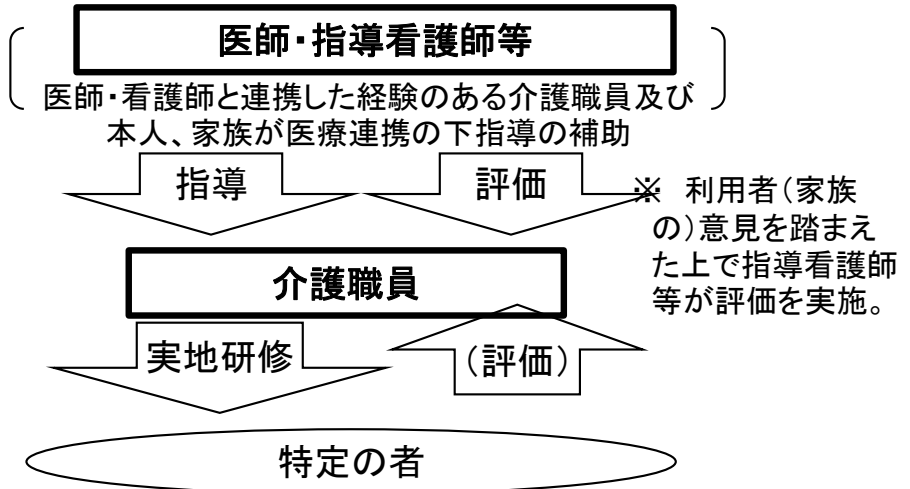 医師・指導看護師等
医師・看護師と連携した経験のある介護職員及び
本人、家族が医療連携の下指導の補助
指導
評価
※ 利用者(家族
の)意見を踏まえ
た上で指導看護師
等が評価を実施。
介護職員
実地研修
(評価)
特定の者